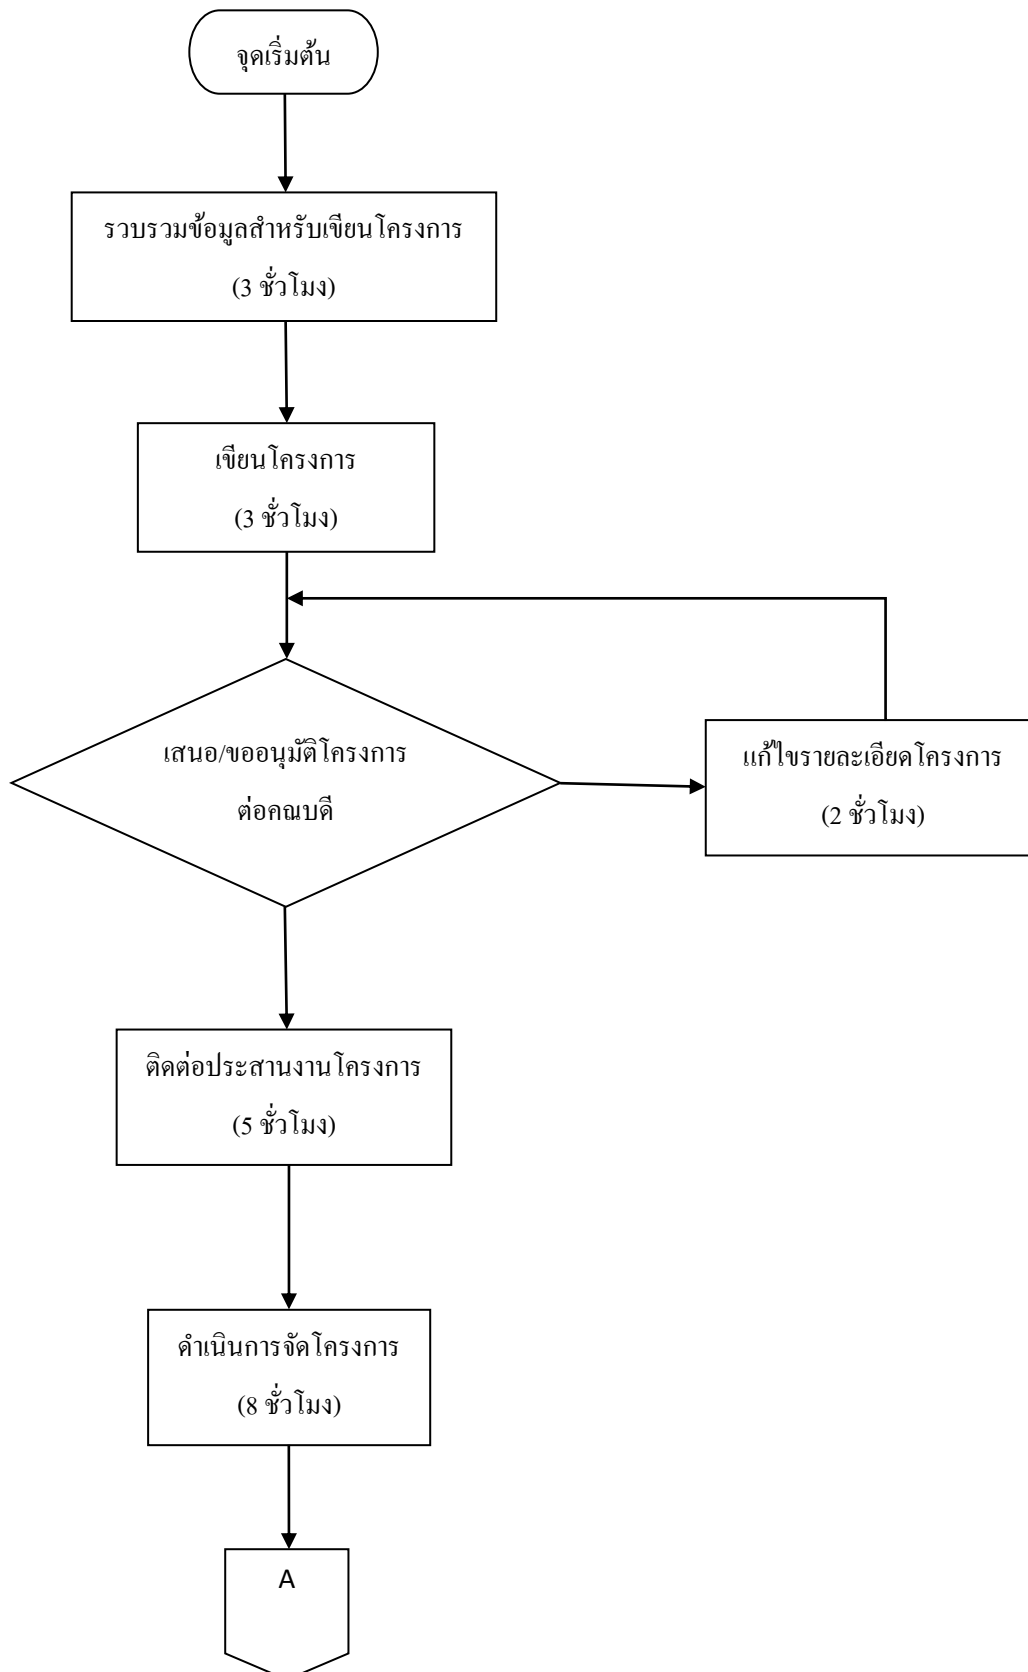 จุดเริ่มต้น
รวบรวมข้อมูลสำหรับเขียนโครงการ
(3 ชั่วโมง)
เขียนโครงการ
(3 ชั่วโมง)
เสนอ/ขออนุมัติโครงการ
ต่อคณบดี
แก้ไขรายละเอียดโครงการ
(2 ชั่วโมง)
ติดต่อประสานงานโครงการ
(5 ชั่วโมง)
ดำเนินการจัดโครงการ
(8 ชั่วโมง)
A